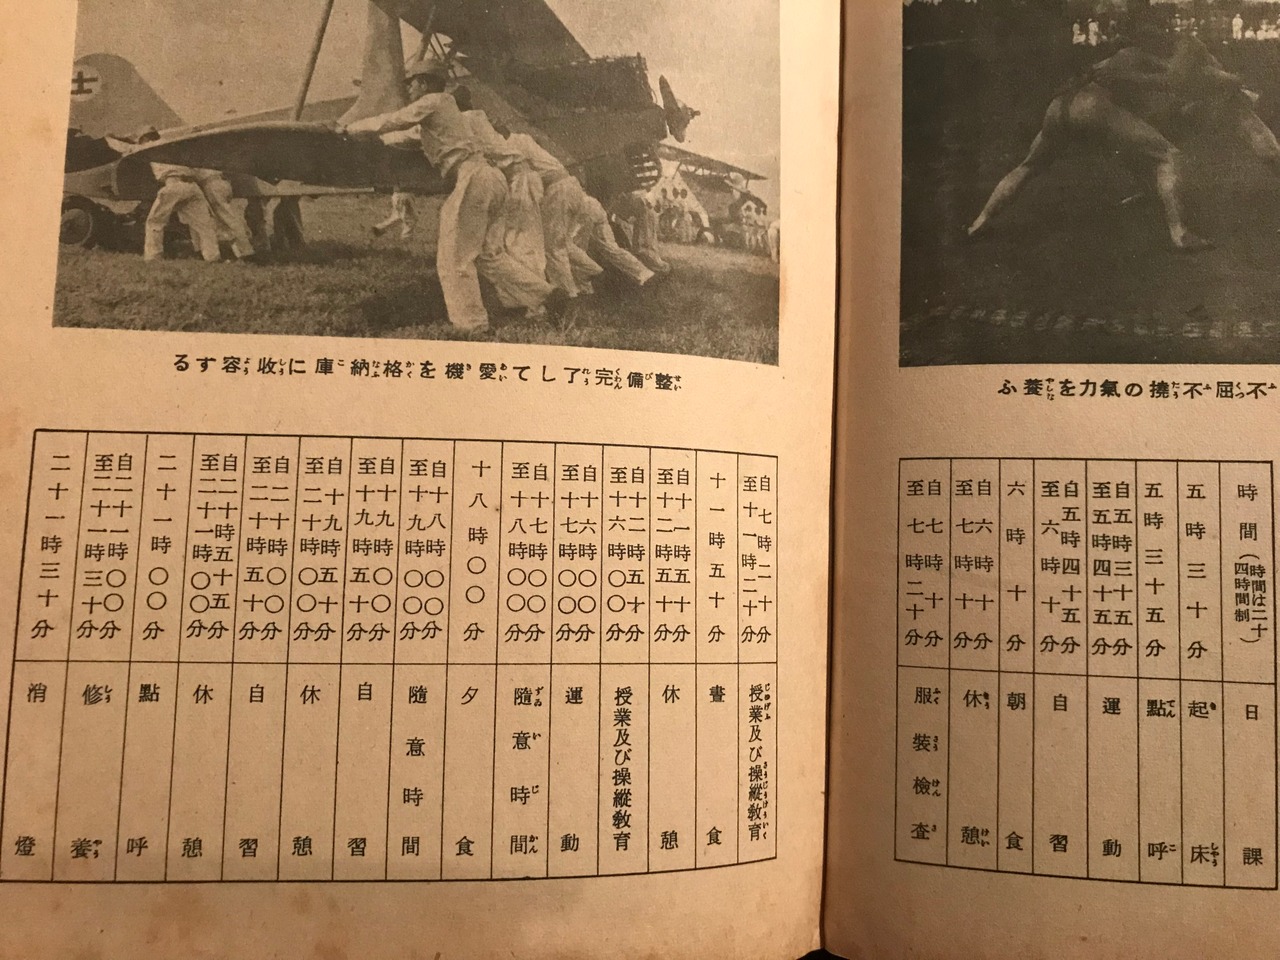 不屈不撓の氣力を養ふ
時間(時間は二十四時間制)
日課
五時三十分
起床
五時三十五分
點呼
自五時三十五分
至五時四十五分
運動
自五時四十五分
至六時十分
自習
六時十分
朝食
自六時十分
至七時十分
休憩
自七時十分
至七時二十分
服裝檢査
士
整備完了して愛機を格納庫に收容する
自七時二十分
至十一時二十分
授業及び操縱敎育
十一時五十分
晝食
自十一時五十分
至十二時五十分
休憩
自十二時五十分
至十六時〇〇分
授業及び操縱敎育
自十六時〇〇分
至十七時〇〇分
運動
自十七時〇〇分
至十八時〇〇分
隨意時間
十八時〇〇分
夕食
自十八時〇〇分
至十九時〇〇分
隨意時間
自十九時〇〇分
至十九時五十分
自習
自十九時五十分
至二十時〇〇分
休憩
自二十時〇〇分
至二十時五十分
自習
自二十時五十五分
至二十一時〇〇分
休憩
二十一時〇〇分
點呼
自二十一時〇〇分
至二十一時三十分
修養
二十一時三十分
消燈